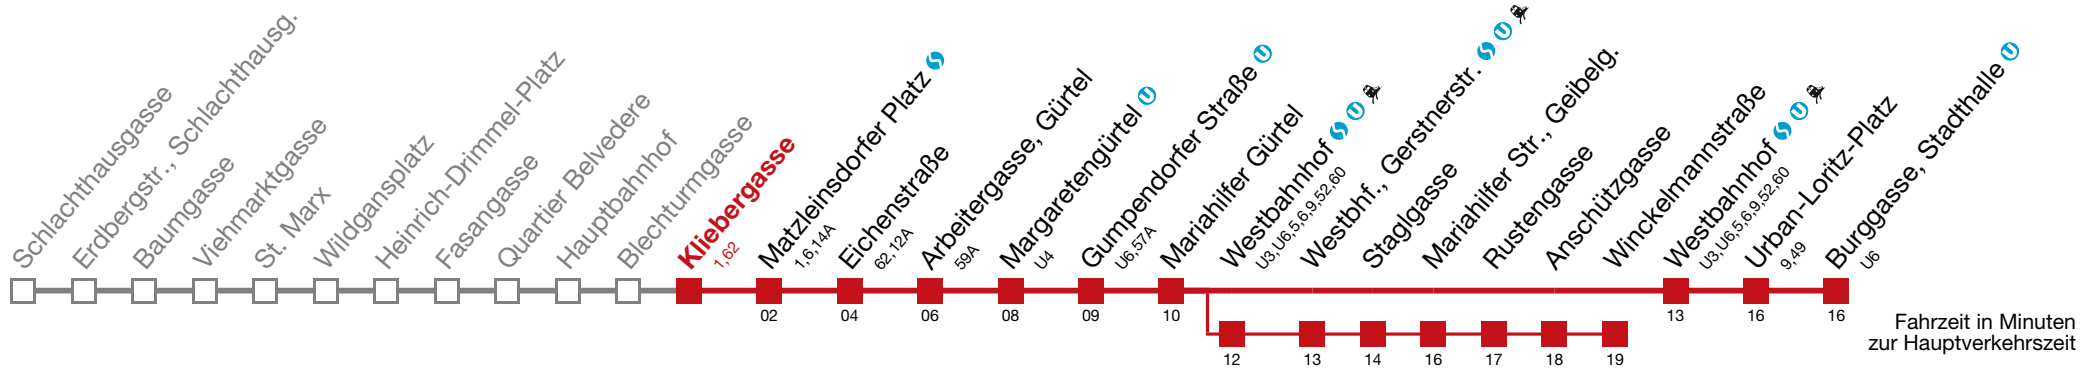 Schlachthausgasse
Erdbergstr., Schlachthausg.
Baumgasse
Viehmarktgasse
St. Marx
Wildgansplatz
Heinrich-Drimmel-Platz
Fasangasse
Quartier Belvedere
Hauptbahnhof
Blechturmgasse
Kliebergasse
1,62
Matzleinsdorfer Platz S
1,6,14A
Eichenstraße
62,12A
Arbeitergasse, Gürtel
59A
Margaretengürtel U
U4
Gumpendorfer Straße U
U6,57A
Mariahilfer Gürtel
Westbahnhof S U
U3,U6,5,6,9,52,60
Westbhf., Gerstnerstr. S U
Staglgasse
Mariahilfer Str., Geibelg.
Rustengasse
Anschützgasse
Winckelmannstraße
Westbahnhof S U
U3,U6,5,6,9,52,60
Urban-Loritz-Platz
9,49
Burggasse, Stadthalle U
U6
02 04 06 08 09 10 13 16 16
12 13 14 16 17 18 19
Fahrzeit in Minuten
zur Hauptverkehrszeit